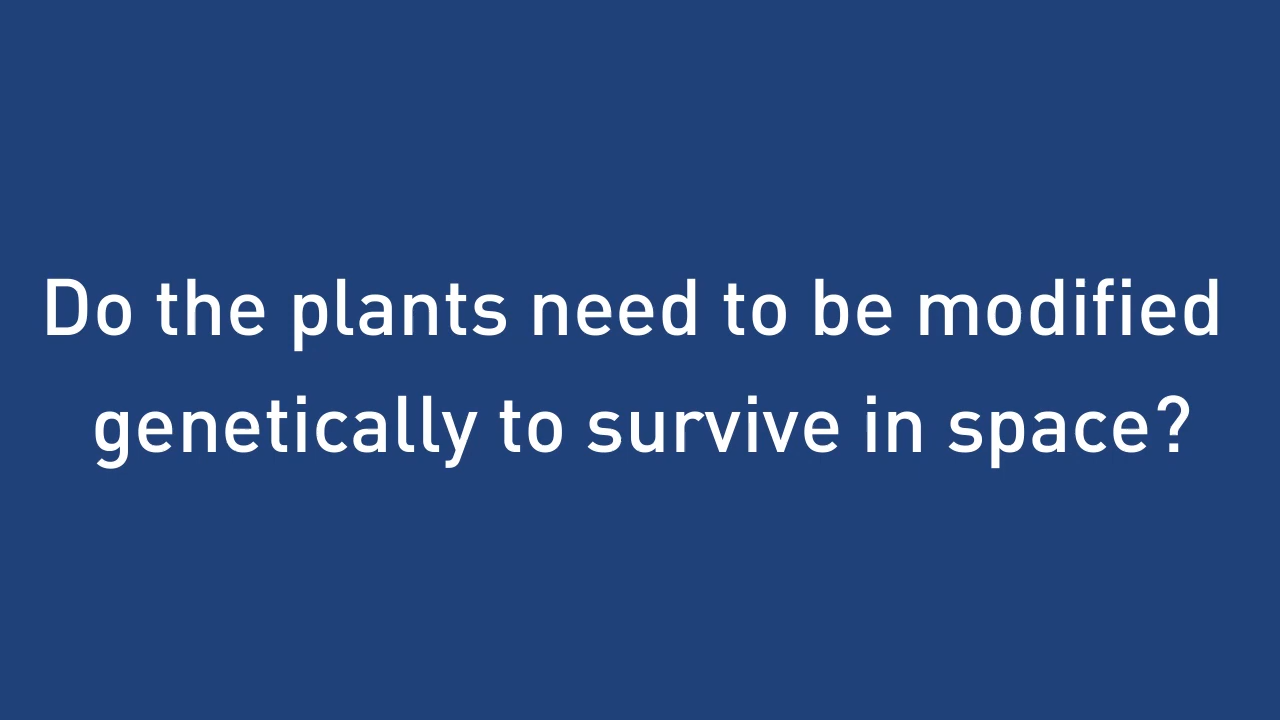 Do the plants need to be modified
genetically to survive in space?